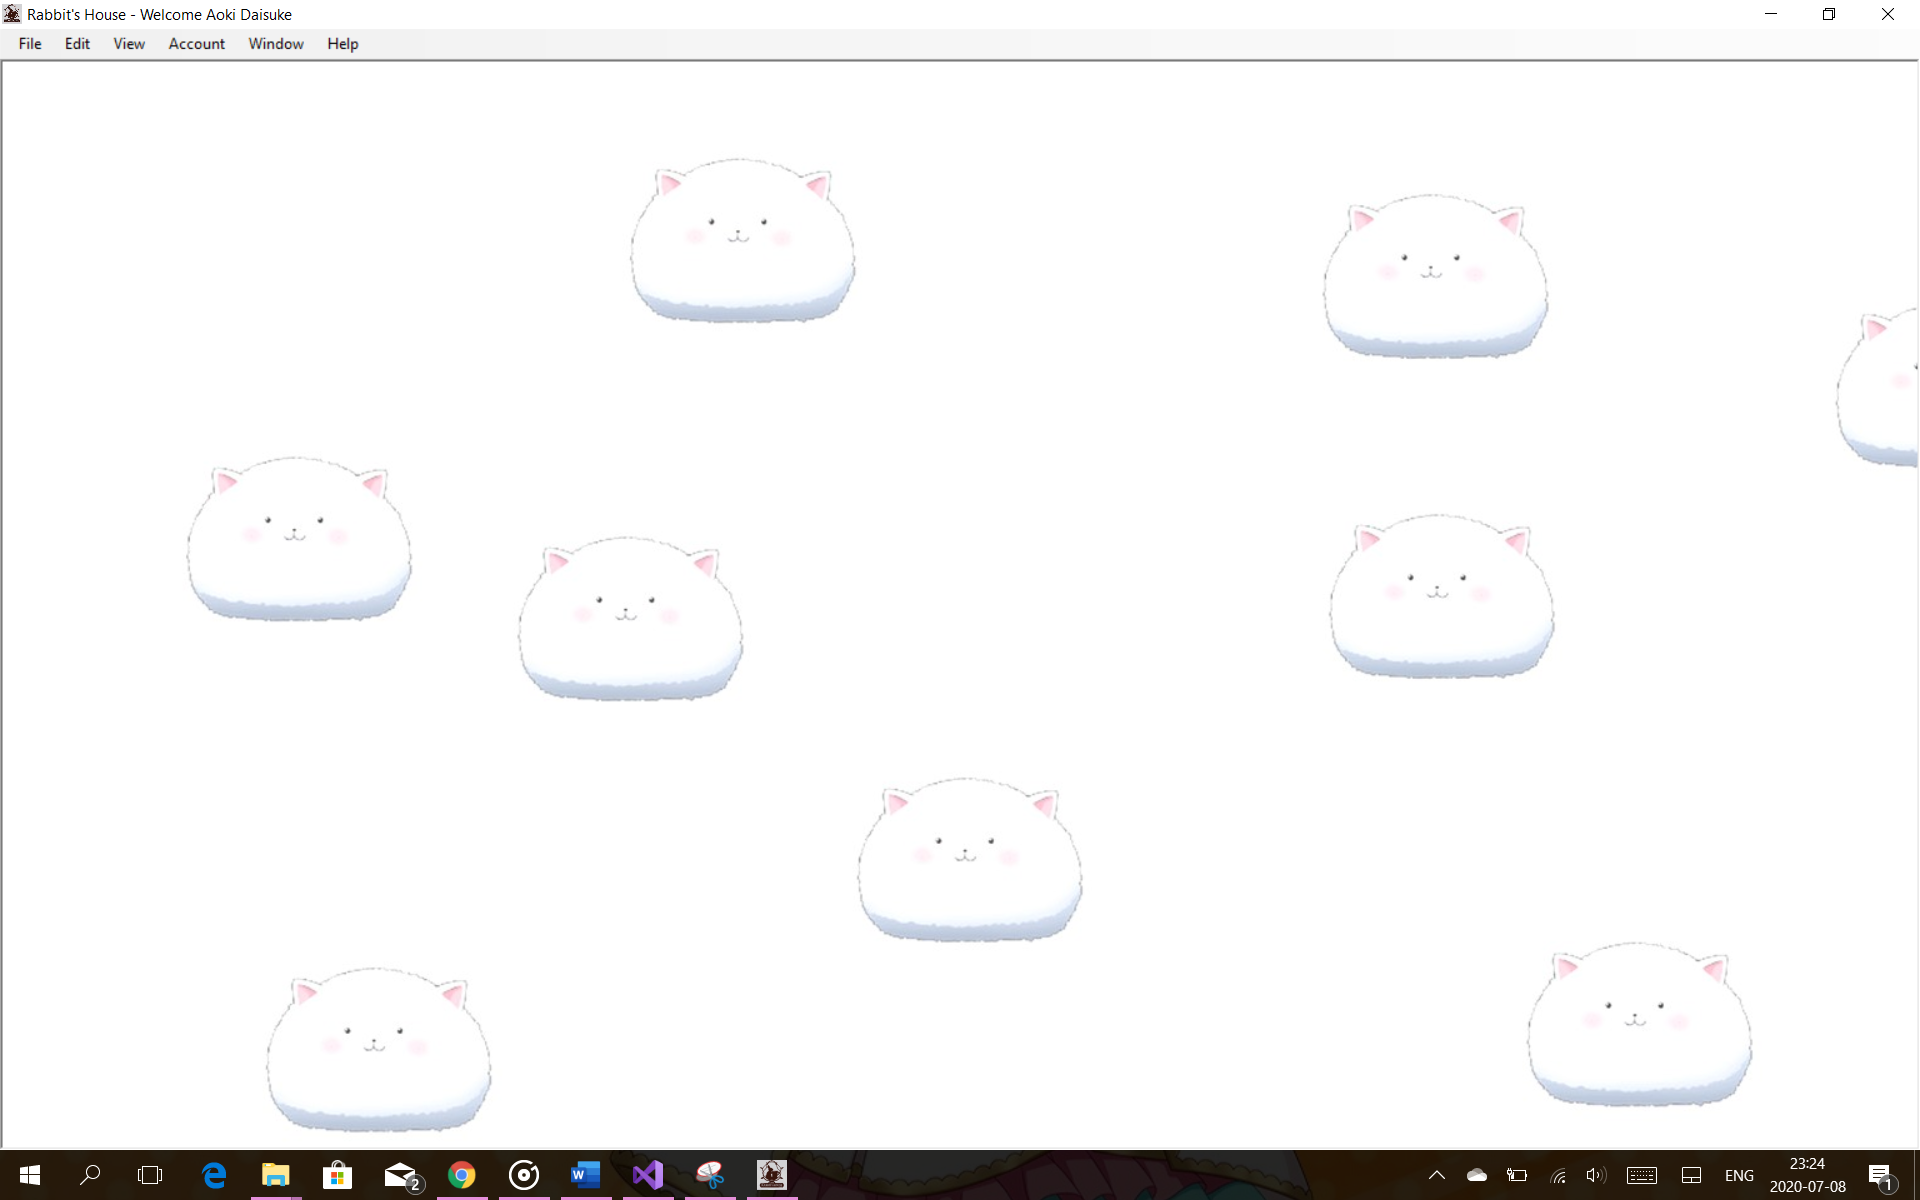 Rabbit's House - Welcome Aoki Daisuke
File Edit View Account Window Help
2
W
ENG
23:24
2020-07-08
1